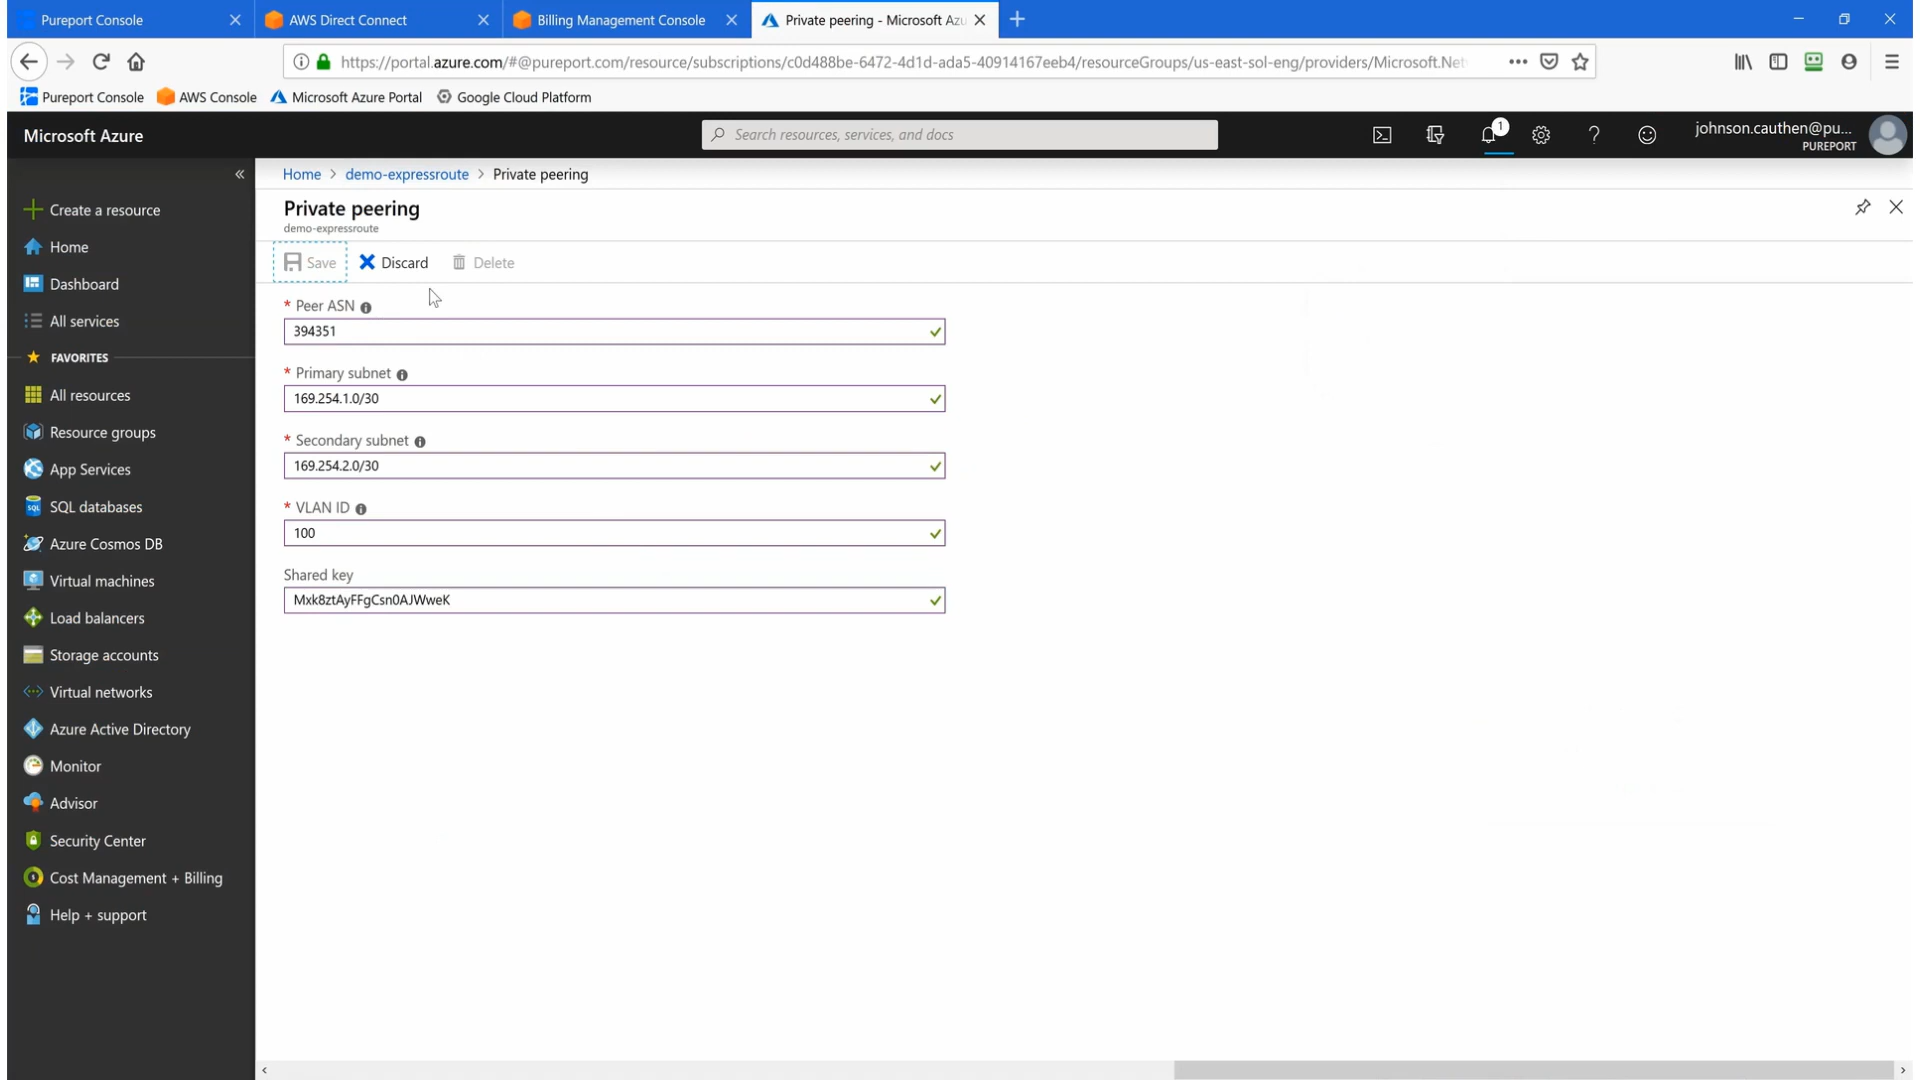 Pureport Console
AWS Direct Connect
Billing Management Console
Private peering - Microsoft Azu
https://portal.azure.com/#@pureport.com/resource/subscriptions/c0d488be-6472-4d1d-ada5-40914167eeb4/resourceGroups/us-east-sol-eng/providers/Microsoft.Net
Pureport Console
AWS Console
Microsoft Azure Portal
Google Cloud Platform
Microsoft Azure
Search resources, services, and docs
1
johnson.cauthen@pu...
PUREPORT
Home > demo-expressroute > Private peering
Private peering
demo-expressroute
Save
Discard
Delete
* Peer ASN
394351
* Primary subnet
169.254.1.0/30
* Secondary subnet
169.254.2.0/30
* VLAN ID
100
Shared key
Mxk8ztAyFFgCsn0AJWweK
Create a resource
Home
Dashboard
All services
FAVORITES
All resources
Resource groups
App Services
SQL databases
Azure Cosmos DB
Virtual machines
Load balancers
Storage accounts
Virtual networks
Azure Active Directory
Monitor
Advisor
Security Center
Cost Management + Billing
Help + support